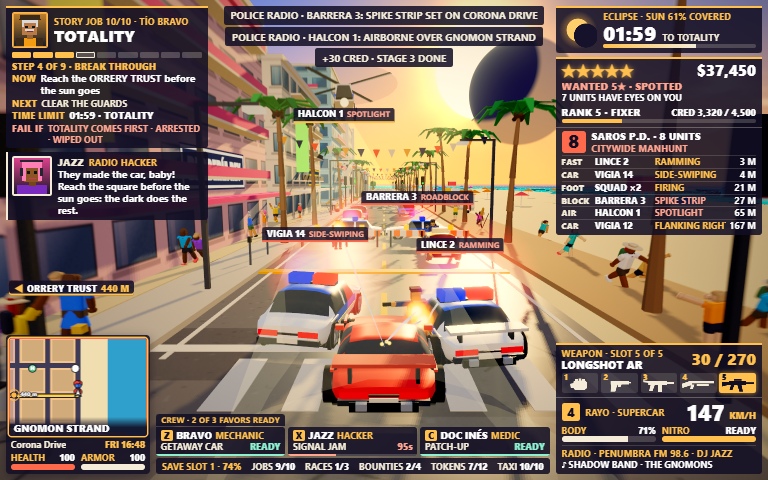 STORY JOB 10/10 · TÍO BRAVO
TOTALITY
STEP 4 OF 9 · BREAK THROUGH
NOW Reach the ORRERY TRUST before
the sun goes
NEXT CLEAR THE GUARDS
TIME LIMIT 01:59 · TOTALITY
FAIL IF TOTALITY COMES FIRST · ARRESTED
· WIPED OUT
JAZZ RADIO HACKER
They made the car, baby!
Reach the square before the
sun goes: the dark does the
rest.
POLICE RADIO · BARRERA 3: SPIKE STRIP SET ON CORONA DRIVE
POLICE RADIO · HALCON 1: AIRBORNE OVER GNOMON STRAND
+30 CRED · STAGE 3 DONE
HALCON 1 SPOTLIGHT
BARRERA 3 ROADBLOCK
VIGIA 14 SIDE-SWIPING
LINCE 2 RAMMING
ECLIPSE · SUN 61% COVERED
01:59 TO TOTALITY
$37,450
WANTED 5★ · SPOTTED
7 UNITS HAVE EYES ON YOU
RANK 5 · FIXER CRED 3,320 / 4,500
8 SAROS P.D. · 8 UNITS
CITYWIDE MANHUNT
FAST LINCE 2 RAMMING 3 M
CAR VIGIA 14 SIDE-SWIPING 4 M
FOOT SQUAD ×2 FIRING 21 M
BLOCK BARRERA 3 SPIKE STRIP 27 M
AIR HALCON 1 SPOTLIGHT 65 M
CAR VIGIA 12 FLANKING RIGHT 167 M
◀ ORRERY TRUST 440 M
GNOMON STRAND
Corona Drive FRI 16:48
HEALTH 100 ARMOR 100
CREW · 2 OF 3 FAVORS READY
Z BRAVO MECHANIC
GETAWAY CAR READY
X JAZZ HACKER
SIGNAL JAM 95s
C DOC INÉS MEDIC
PATCH-UP READY
SAVE SLOT 1 · 74% JOBS 9/10 RACES 1/3 BOUNTIES 2/4 TOKENS 7/12 TAXI 10/10
WEAPON · SLOT 5 OF 5
LONGSHOT AR 30 / 270
1 2 3 4 5
4 RAYO · SUPERCAR 147 KM/H
BODY 71% NITRO READY
RADIO · PENUMBRA FM 98.6 · DJ JAZZ
♪ SHADOW BAND · THE GNOMONS